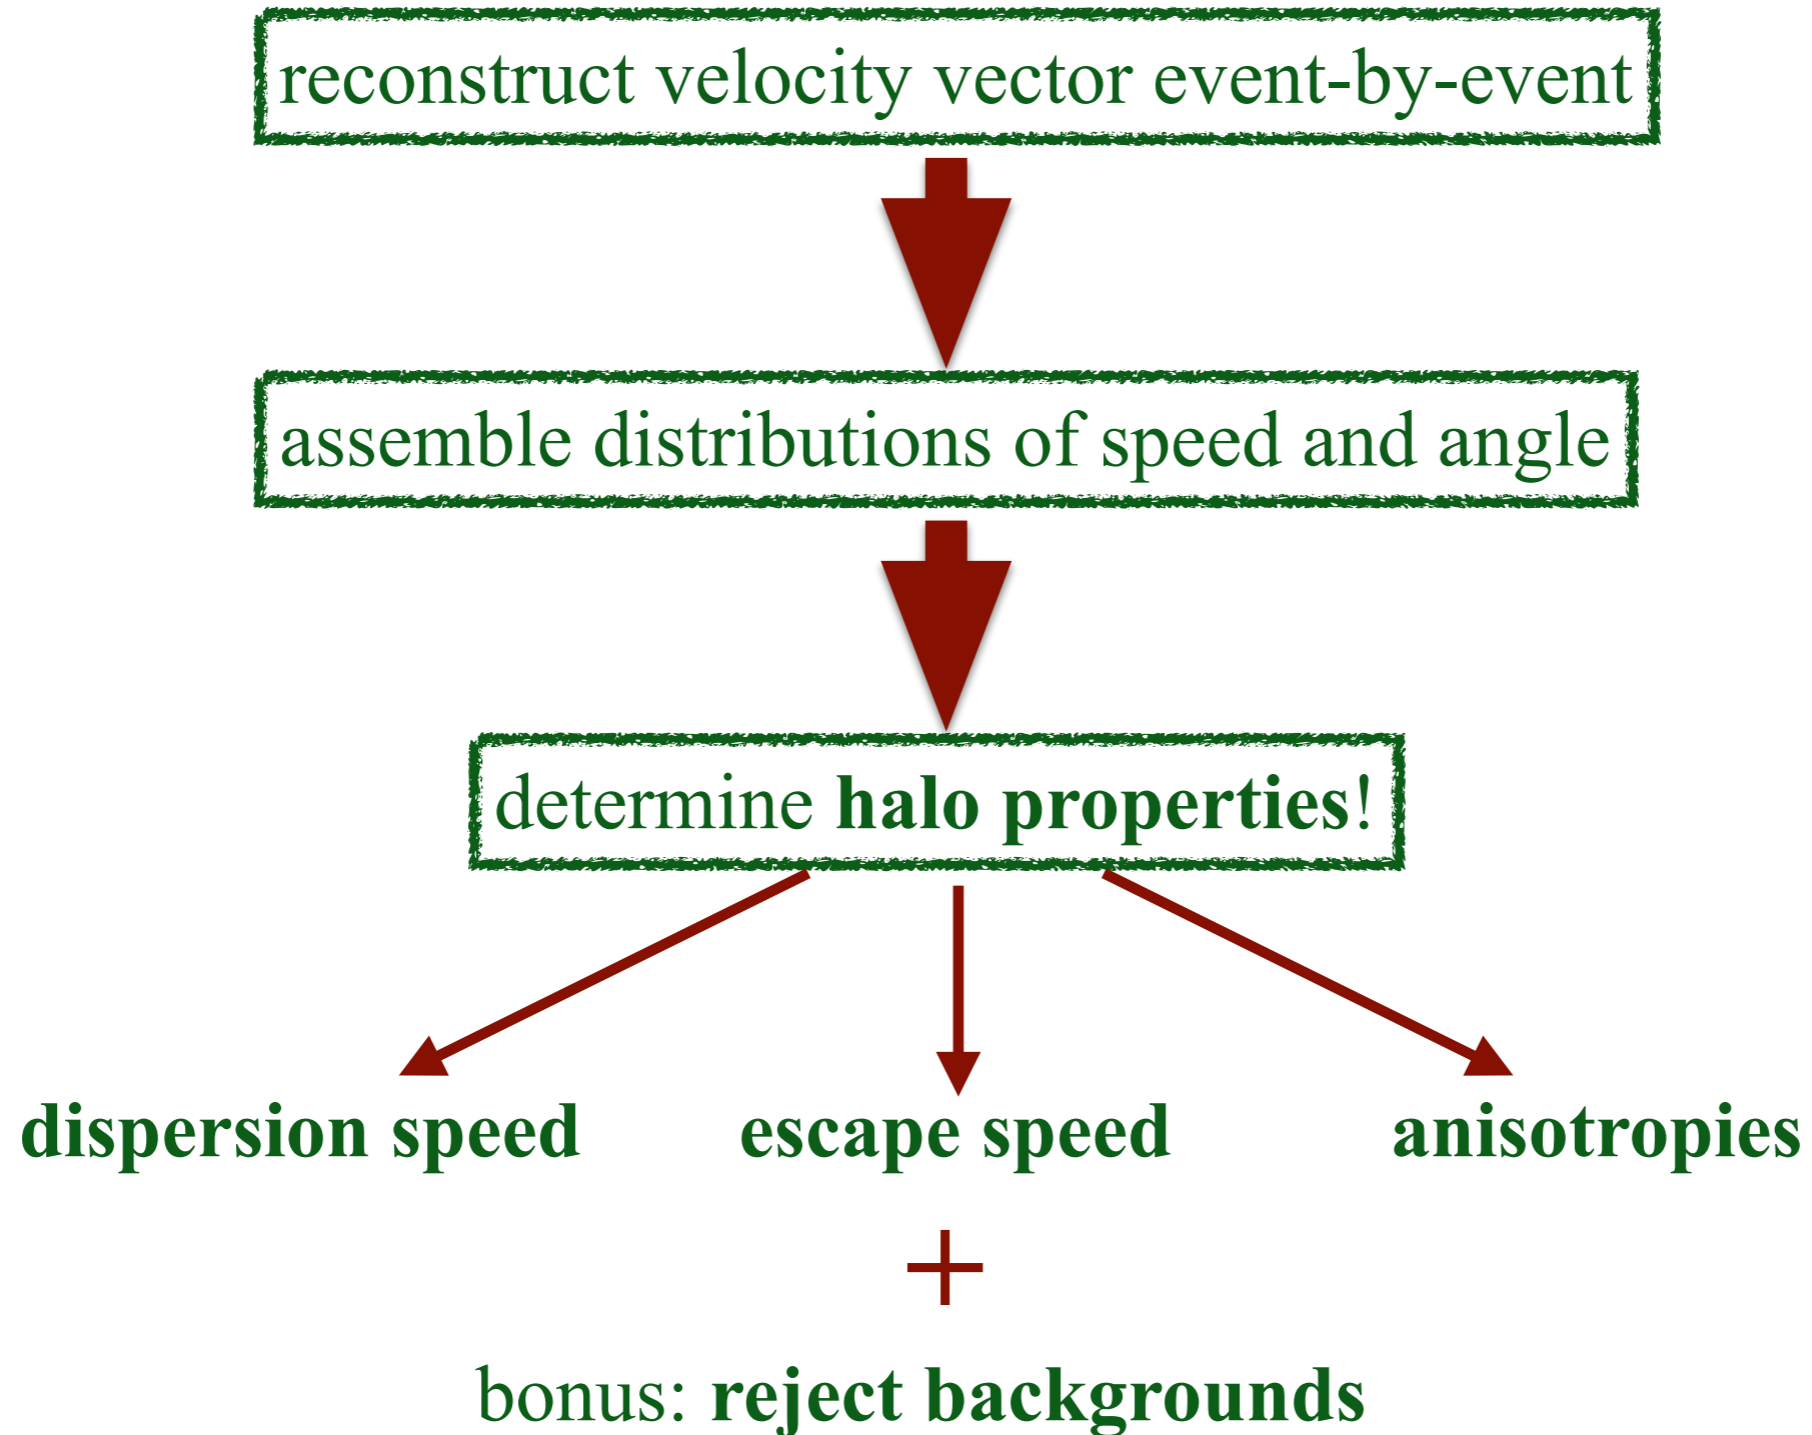 reconstruct velocity vector event-by-event
assemble distributions of speed and angle
determine halo properties!
dispersion speed
escape speed
anisotropies
+
bonus: reject backgrounds